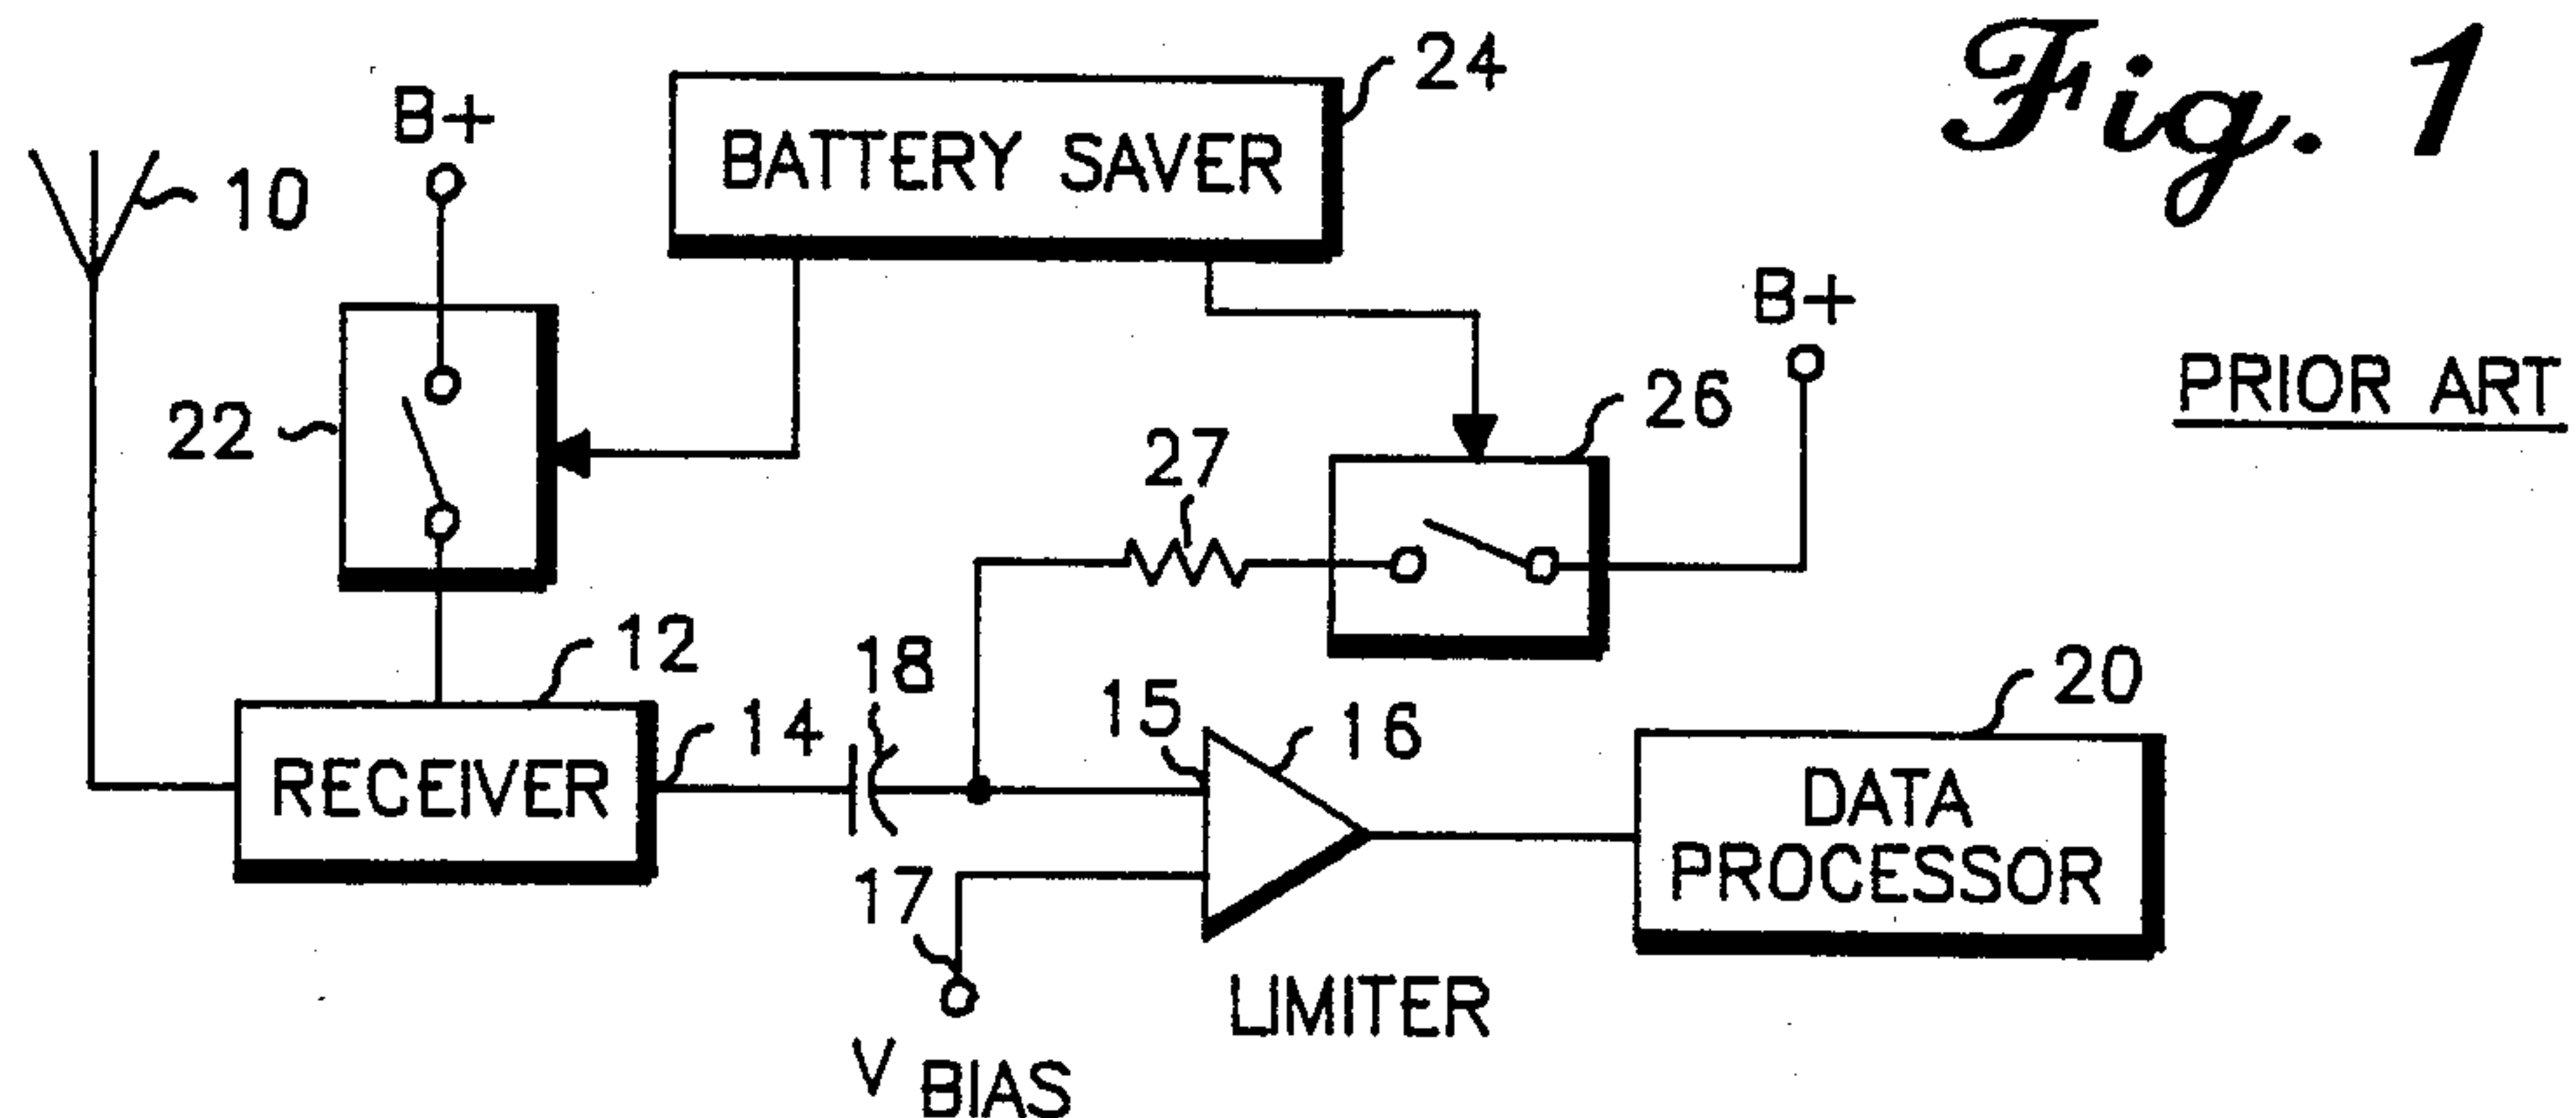 Fig. 1
PRIOR ART
B+
10
BATTERY SAVER
24
22
B+
26
27
12
RECEIVER
14
18
15
16
17
V BIAS
LIMITER
20
DATA
PROCESSOR